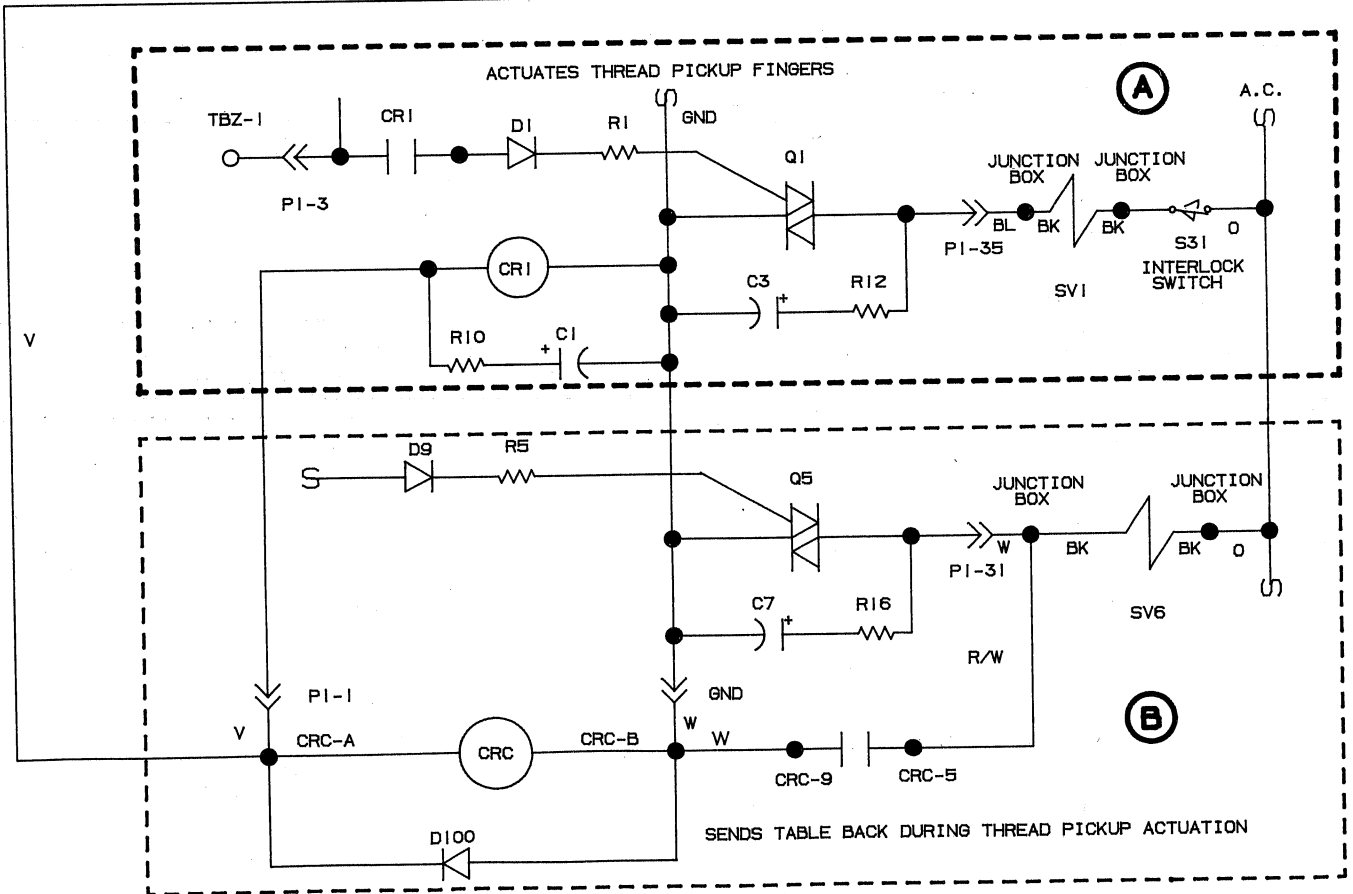 ACTUATES THREAD PICKUP FINGERS
A
A.C.
TBZ-1
CR1
D1
R1
GND
Q1
JUNCTION BOX
JUNCTION BOX
P1-3
BL
BK
BK
O
P1-35
S31
INTERLOCK
SWITCH
SV1
CR1
C3
+
R12
V
R10
+
C1
D9
R5
Q5
JUNCTION
BOX
JUNCTION
BOX
W
BK
BK
O
P1-31
C7
+
R16
SV6
R/W
P1-1
GND
B
V
CRC-A
CRC
CRC-B
W
W
CRC-9
CRC-5
D100
SENDS TABLE BACK DURING THREAD PICKUP ACTUATION